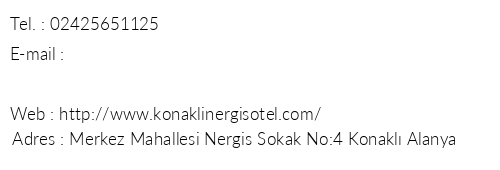 Tel. : 02425651125
E-mail :
Web : http://www.konaklinergisotel.com/
Adres : Merkez Mahallesi Nergis Sokak No:4 Konaklı Alanya